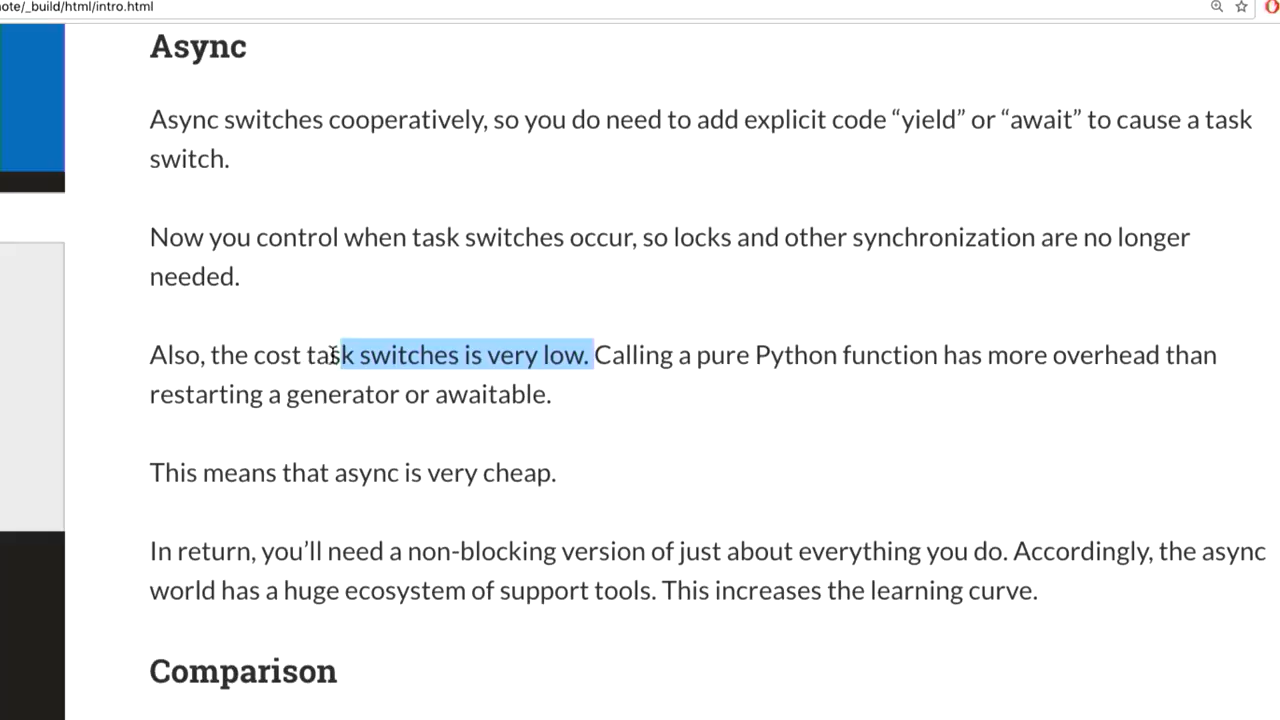 ote/_build/html/intro.html
Async
Async switches cooperatively, so you do need to add explicit code “yield” or “await” to cause a task
switch.
Now you control when task switches occur, so locks and other synchronization are no longer
needed.
Also, the cost task switches is very low. Calling a pure Python function has more overhead than
restarting a generator or awaitable.
This means that async is very cheap.
In return, you’ll need a non-blocking version of just about everything you do. Accordingly, the async
world has a huge ecosystem of support tools. This increases the learning curve.
Comparison